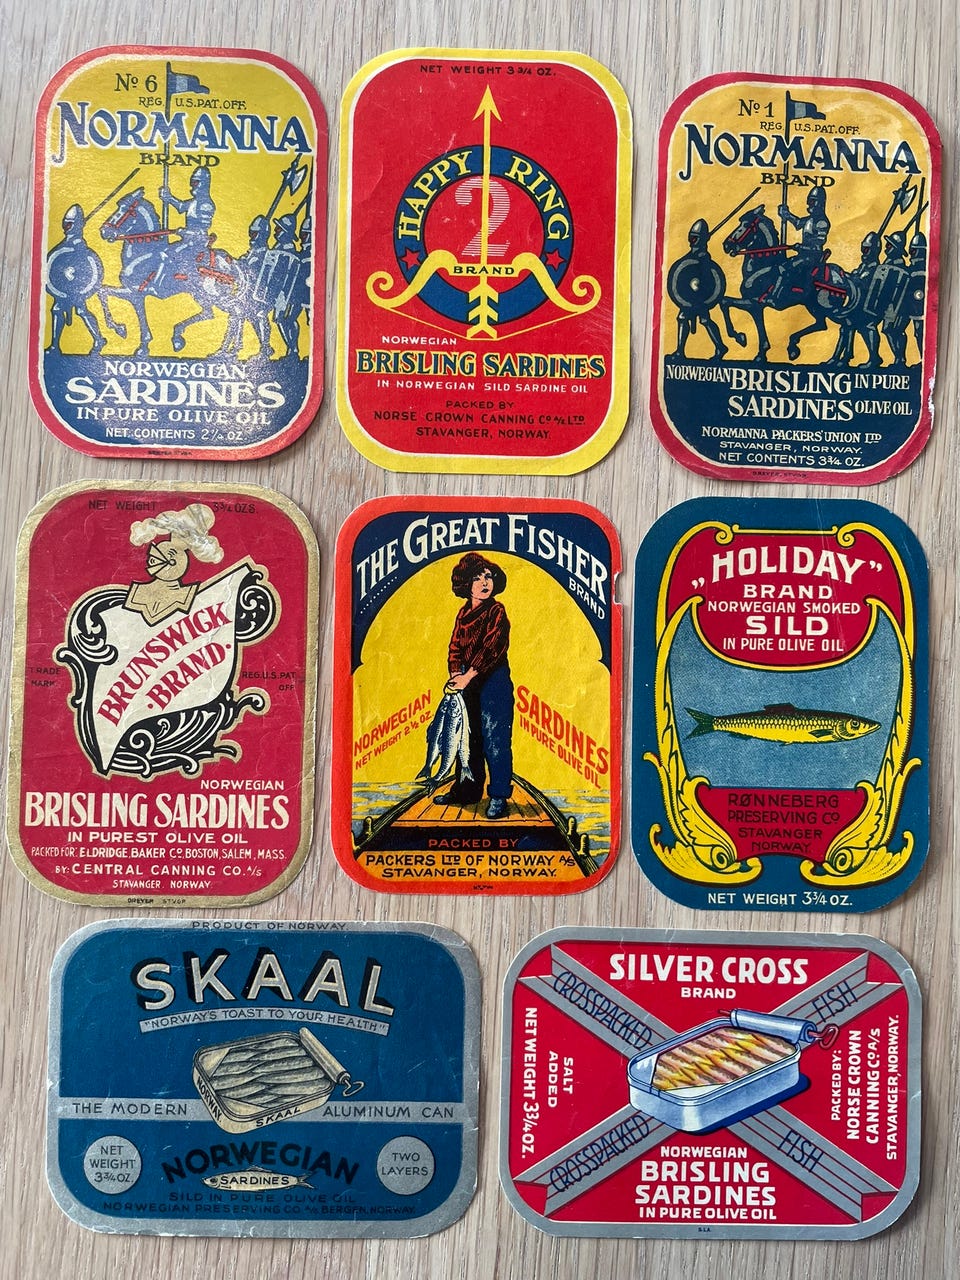 Nº 6
REG. U.S. PAT. OFF.
NORMANNA
BRAND
NORWEGIAN
SARDINES
IN PURE OLIVE OIL
NET CONTENTS 2¼ OZ
DREYER STVGR
NET WEIGHT 3 3/4 OZ.
HAPPY RING
2
BRAND
NORWEGIAN
BRISLING SARDINES
IN NORWEGIAN SILD SARDINE OIL
PACKED BY
NORSE CROWN CANNING Cº A/S LTD
STAVANGER, NORWAY.
Nº 1
REG. U.S. PAT. OFF.
NORMANNA
BRAND
NORWEGIAN BRISLING IN PURE
SARDINES OLIVE OIL
NORMANNA PACKERS' UNION LTD
STAVANGER, NORWAY.
NET CONTENTS 3¾ OZ.
DREYER STVGR
NET WEIGHT 3¾ OZS.
BRUNSWICK
·BRAND·
TRADE MARK
REG. U.S. PAT. OFF.
NORWEGIAN
BRISLING SARDINES
IN PUREST OLIVE OIL
PACKED FOR: ELDRIDGE, BAKER Cº, BOSTON, SALEM, MASS.
BY: CENTRAL CANNING CO. A/S
STAVANGER. NORWAY.
DREYER STVGR
THE GREAT FISHER
BRAND
NORWEGIAN
NET WEIGHT 2½ OZ.
SARDINES
IN PURE OLIVE OIL
PACKED BY
PACKERS LTD OF NORWAY A/S
STAVANGER, NORWAY.
„HOLIDAY”
BRAND
NORWEGIAN SMOKED
SILD
IN PURE OLIVE OIL
RØNNEBERG
PRESERVING Cº
STAVANGER
NORWAY
NET WEIGHT 3¾ OZ.
PRODUCT OF NORWAY.
SKAAL
"NORWAY'S TOAST TO YOUR HEALTH"
NORWAY
SKAAL
THE MODERN ALUMINUM CAN
NET
WEIGHT
3¾ OZ.
NORWEGIAN
SARDINES
TWO
LAYERS
SILD IN PURE OLIVE OIL
NORWEGIAN PRESERVING CO A/S BERGEN, NORWAY.
SILVER CROSS
BRAND
CROSSPACKED FISH
NET WEIGHT 3¾ OZ.
SALT
ADDED
PACKED BY:
NORSE CROWN
CANNING Cº. A/S
STAVANGER, NORWAY.
CROSSPACKED FISH
NORWEGIAN
BRISLING
SARDINES
IN PURE OLIVE OIL